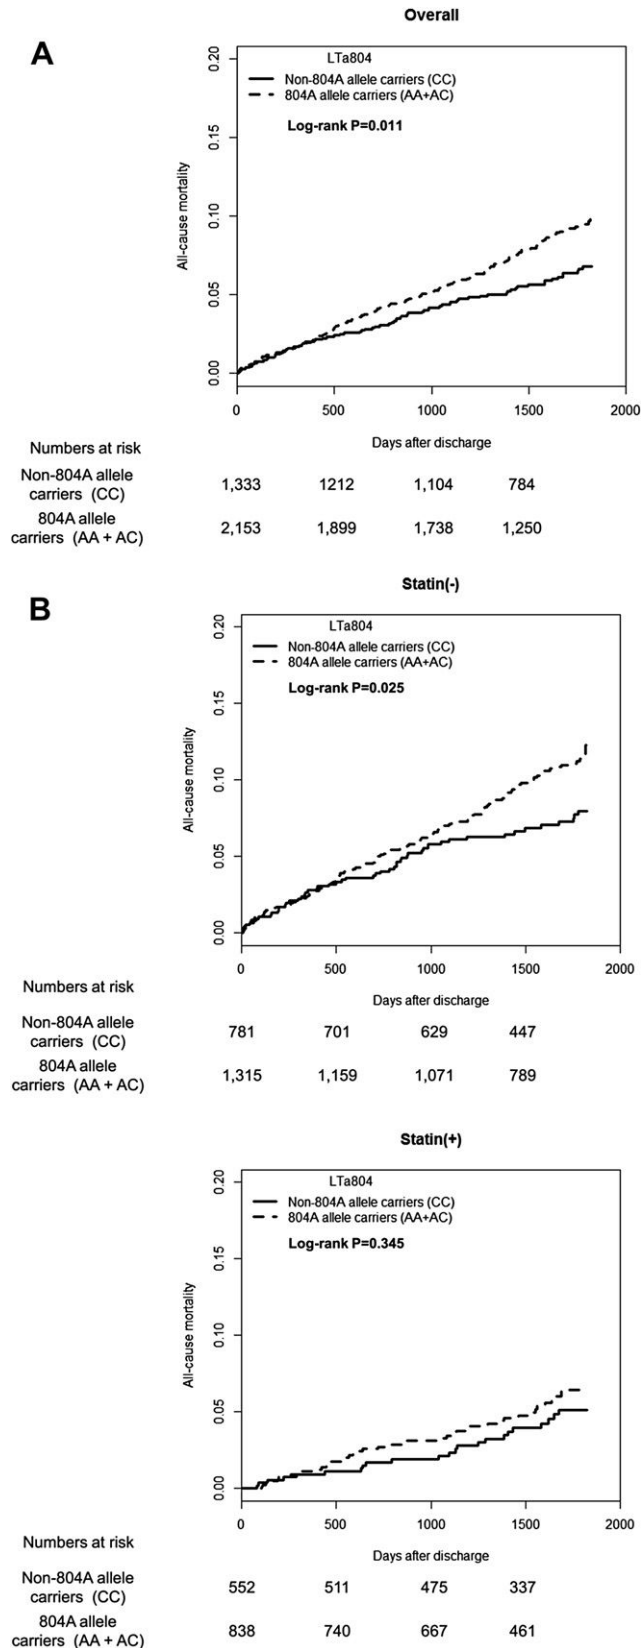 Overall
A
LTa804
Non-804A allele carriers (CC)
804A allele carriers (AA+AC)
Log-rank P=0.011
All-cause mortality
0.20
0.15
0.10
0.05
0.00
0 500 1000 1500 2000
Days after discharge
Numbers at risk
Non-804A allele
carriers (CC)
1,333 1212 1,104 784
804A allele
carriers (AA + AC)
2,153 1,899 1,738 1,250
Statin(-)
B
LTa804
Non-804A allele carriers (CC)
804A allele carriers (AA+AC)
Log-rank P=0.025
All-cause mortality
0.20
0.15
0.10
0.05
0.00
0 500 1000 1500 2000
Days after discharge
Numbers at risk
Non-804A allele
carriers (CC)
781 701 629 447
804A allele
carriers (AA + AC)
1,315 1,159 1,071 789
Statin(+)
LTa804
Non-804A allele carriers (CC)
804A allele carriers (AA+AC)
Log-rank P=0.345
All-cause mortality
0.20
0.15
0.10
0.05
0.00
0 500 1000 1500 2000
Days after discharge
Numbers at risk
Non-804A allele
carriers (CC)
552 511 475 337
804A allele
carriers (AA + AC)
838 740 667 461